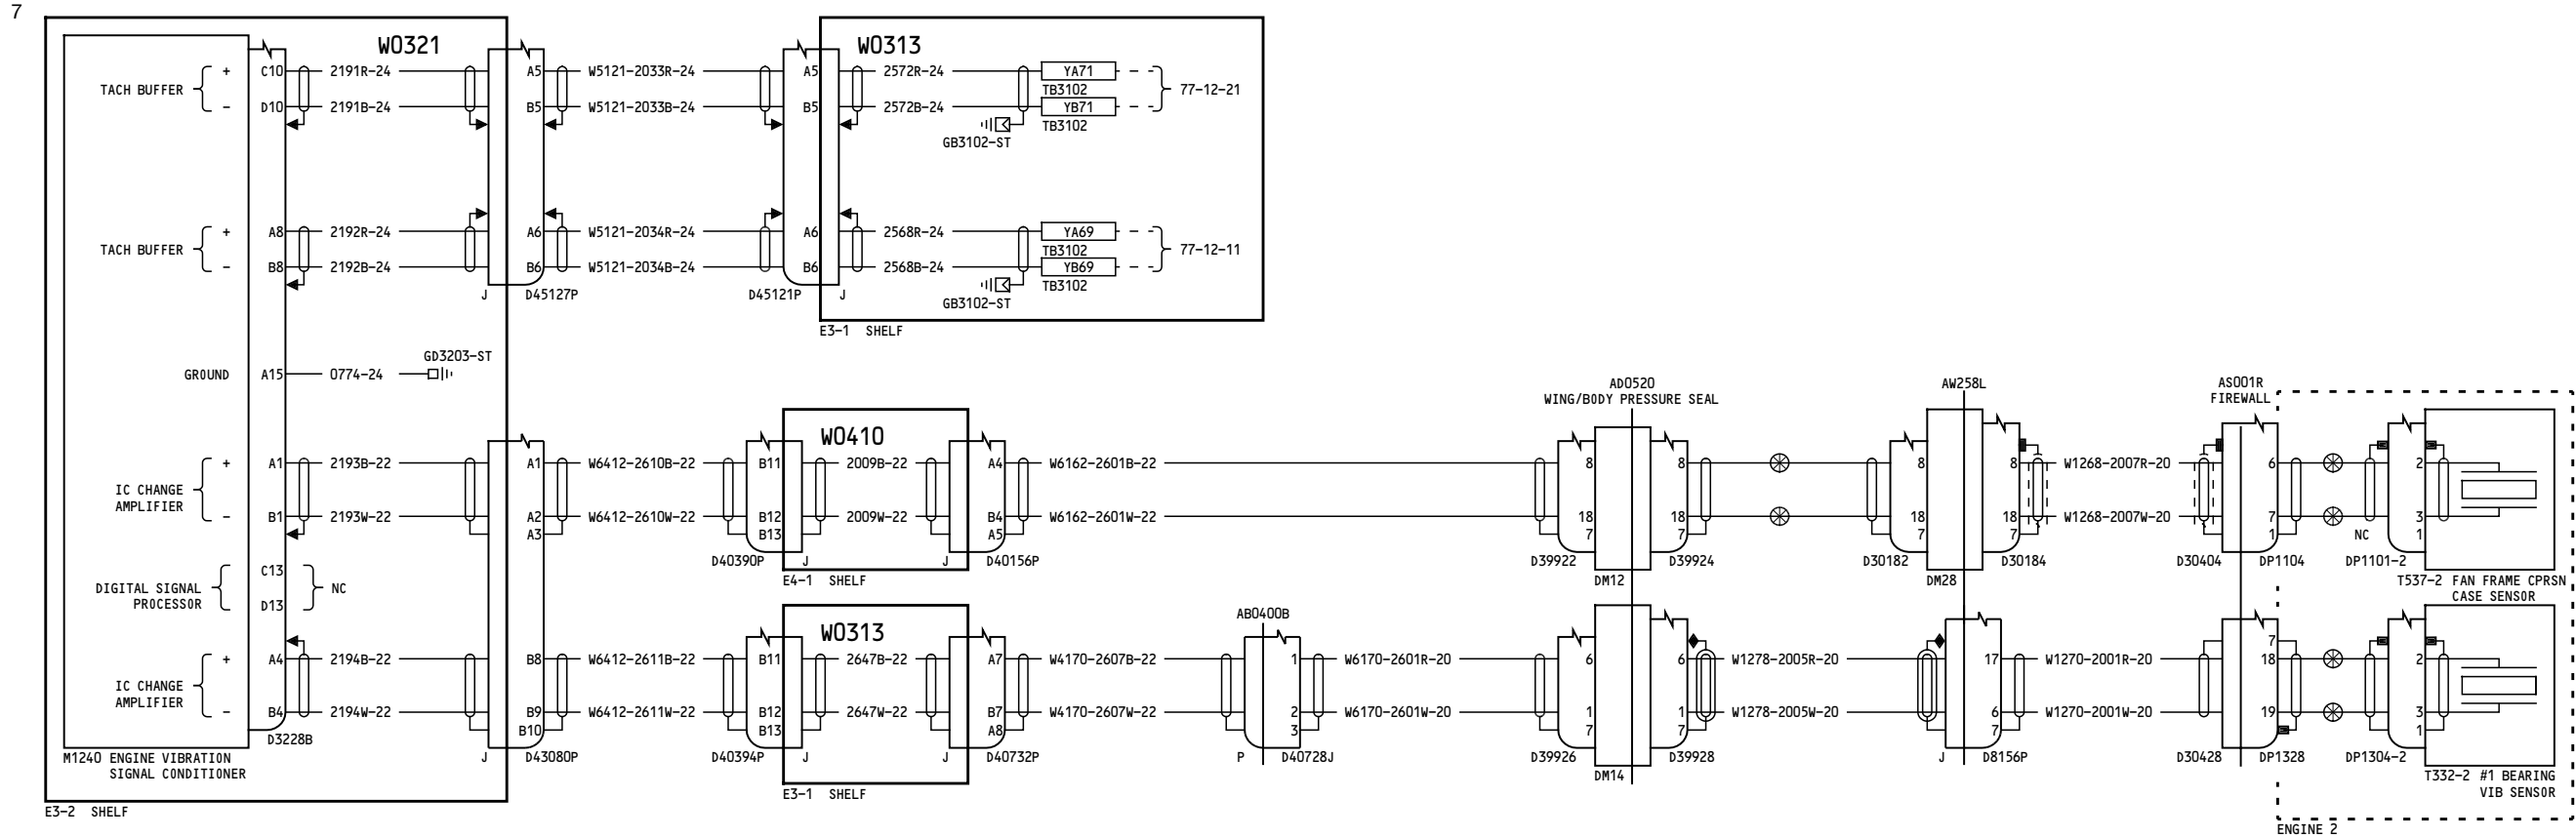 7
W0321
W0313
TACH BUFFER
+
C10
2191R-24
A5
W5121-2033R-24
A5
2572R-24
YA71
TB3102
-
D10
2191B-24
B5
W5121-2033B-24
B5
2572B-24
YB71
TB3102
77-12-21
GB3102-ST
TACH BUFFER
+
A8
2192R-24
A6
W5121-2034R-24
A6
2568R-24
YA69
TB3102
-
B8
2192B-24
B6
W5121-2034B-24
B6
2568B-24
YB69
TB3102
77-12-11
GB3102-ST
J
D45127P
D45121P
J
E3-1 SHELF
GROUND
A15
0774-24
GD3203-ST
AD0520
WING/BODY PRESSURE SEAL
AW258L
AS001R
FIREWALL
W0410
IC CHANGE
AMPLIFIER
+
A1
2193B-22
A1
W6412-2610B-22
B11
2009B-22
A4
W6162-2601B-22
8
8
8
8
W1268-2007R-20
6
2
-
B1
2193W-22
A2
W6412-2610W-22
B12
2009W-22
B4
W6162-2601W-22
18
18
18
18
W1268-2007W-20
7
3
A3
B13
A5
7
7
7
7
1
NC
1
D40390P
J
J
D40156P
D39922
D39924
D30182
D30184
D30404
DP1104
DP1101-2
E4-1 SHELF
DM12
DM28
T537-2 FAN FRAME CPRSN
CASE SENSOR
DIGITAL SIGNAL
PROCESSOR
C13
D13
NC
W0313
AB0400B
IC CHANGE
AMPLIFIER
7
+
A4
2194B-22
B8
W6412-2611B-22
B11
2647B-22
A7
W4170-2607B-22
1
W6170-2601R-20
6
6
W1278-2005R-20
17
W1270-2001R-20
18
2
-
B4
2194W-22
B9
W6412-2611W-22
B12
2647W-22
B7
W4170-2607W-22
2
W6170-2601W-20
1
1
W1278-2005W-20
6
W1270-2001W-20
19
3
B10
B13
A8
3
7
7
7
1
D3228B
J
D43080P
D40394P
J
J
D40732P
P
D40728J
D39926
D39928
J
D8156P
D30428
DP1328
DP1304-2
M1240 ENGINE VIBRATION
SIGNAL CONDITIONER
DM14
T332-2 #1 BEARING
VIB SENSOR
E3-1 SHELF
E3-2 SHELF
ENGINE 2